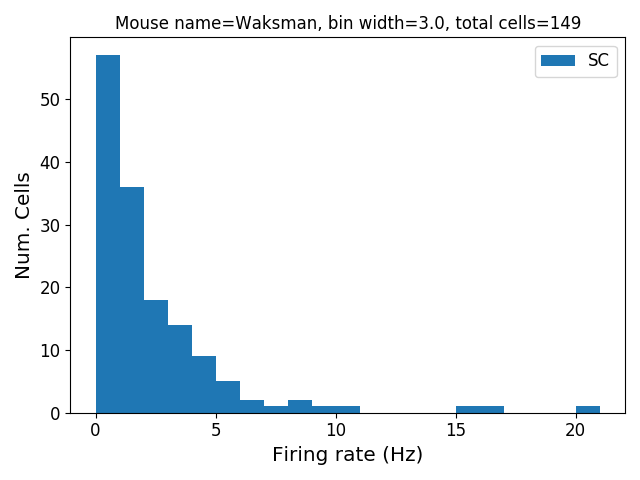 Mouse name=Waksman, bin width=3.0, total cells=149
SC
Num. Cells
50
40
30
20
10
0
0 5 10 15 20
Firing rate (Hz)